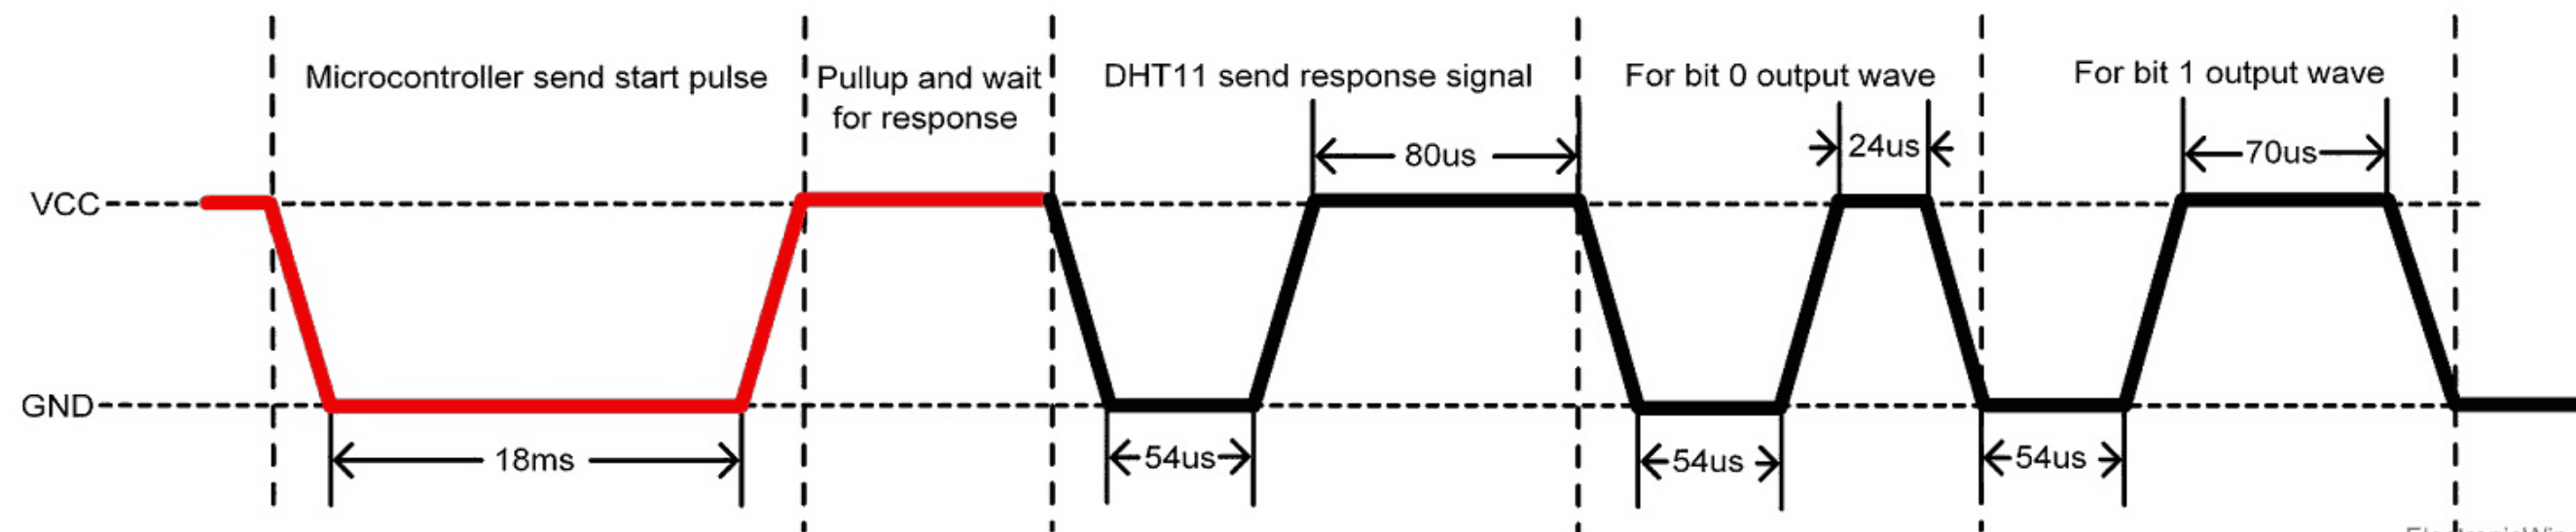 Microcontroller send start pulse
Pullup and wait
for response
DHT11 send response signal
For bit 0 output wave
For bit 1 output wave
80us
24us
70us
VCC
GND
18ms
54us
54us
54us